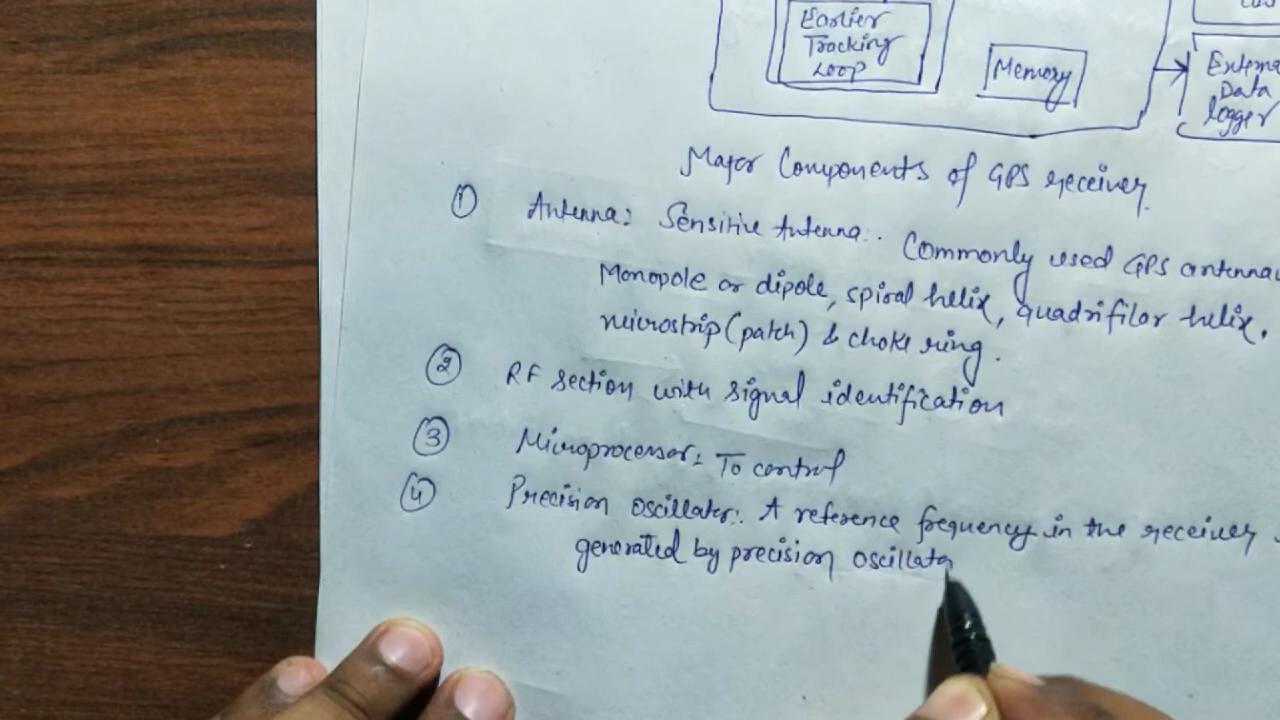 Earlier
Tracking
Loop
Memory
Data
logger
Major Components of GPS receiver.
① Antenna: Sensitive Antenna:. Commonly used GPS antenna
Monopole or dipole, spiral helix, quadrifilar helix.
microstrip (patch) & choke ring.
② RF section with signal identification
③ Microprocessor: To control
④ Precision oscillator:. A reference frequency in the receiver
generated by precision oscillator